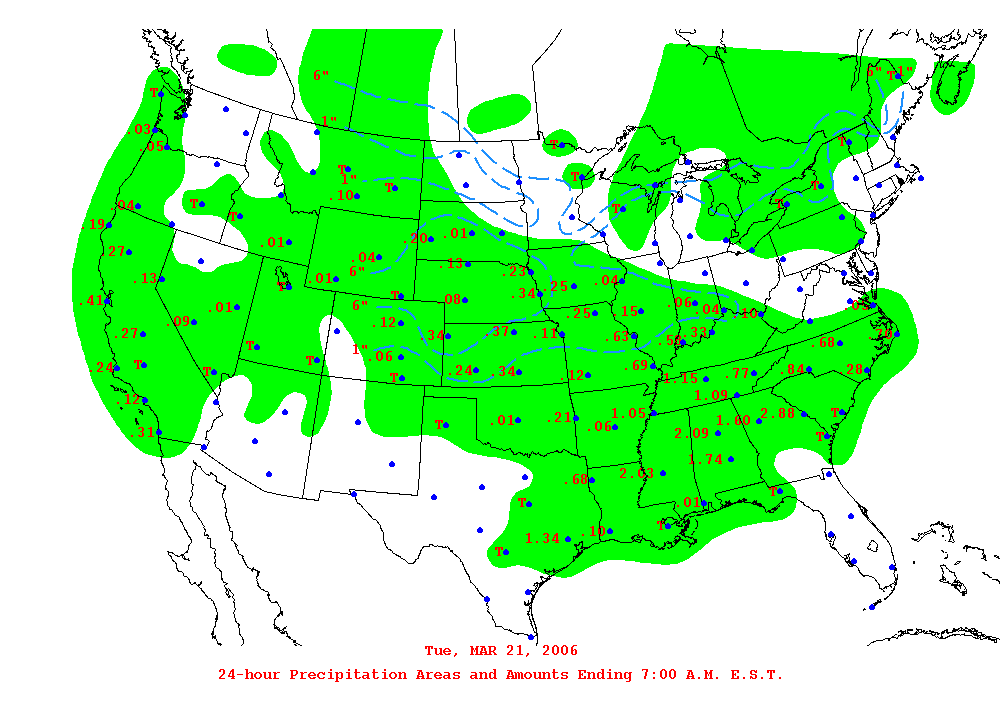 6" T 1"
6"
T
1"
.03
.05 T T
T T
1" T
.10
.04 T T T T
.19 T
.20 .01
.27 .01
.04 .13
6" .23
.13 .01 T .25 .04
.34
.41 .01 6" T .08 .06 .05
.09 .12 .25 .15 .04 .10
.27 .34 .37 .11 .63 .33
T 1" .06 .68
.24 T T T .24 .34 .12 .69 1.15 .77 .84 .28
T
.12 1.09
.01 .21 1.05 1.60 2.88 T
.31 T .06 2.09 T
1.74
.68 2.03
T .01 T
1.34 .10 T
T
Tue, MAR 21, 2006
24-hour Precipitation Areas and Amounts Ending 7:00 A.M. E.S.T.